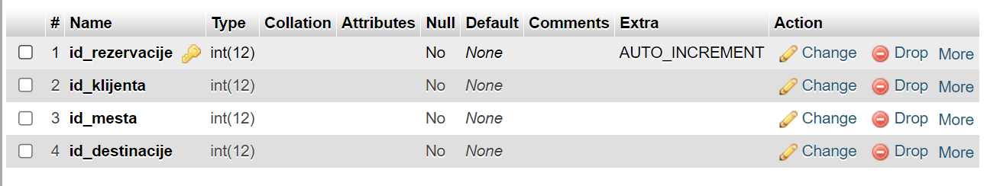 # Name Type Collation Attributes Null Default Comments Extra Action
1 id_rezervacije int(12) No None AUTO_INCREMENT Change Drop More
2 id_klijenta int(12) No None Change Drop More
3 id_mesta int(12) No None Change Drop More
4 id_destinacije int(12) No None Change Drop More